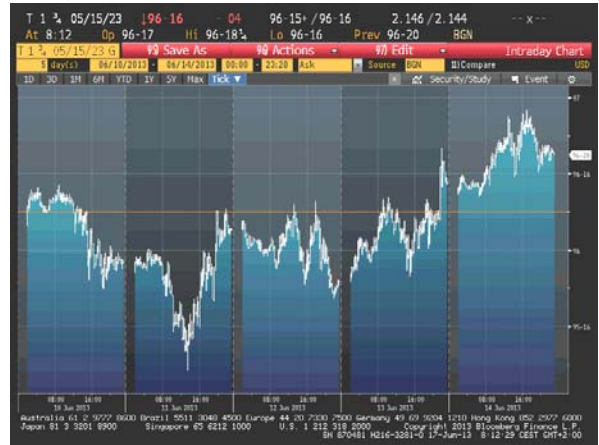 T 1 ¾ 05/15/23 ↓96-16 - 04 96-15+ / 96-16 2.146 / 2.144 -- x --
At 8:12 Op 96-17 Hi 96-18¾ Lo 96-16 Prev 96-20 BGN
T 1 ¾ 05/15/23 G Save As Actions 97) Edit Intraday Chart
5 day(s) 06/10/2013 - 06/14/2013 00:00 - 23:20 Ask Source BGN Compare USD
1D 3D 1M 6M YTD 1Y 5Y Max Tick ▼ Security/Study Event
97
96-20
96-16
96
95-16
08:00 16:00 08:00 16:00 08:00 16:00 08:00 16:00 08:00 16:00
10 Jun 2013 11 Jun 2013 12 Jun 2013 13 Jun 2013 14 Jun 2013
Australia 61 2 9777 8600 Brazil 5511 3048 4500 Europe 44 20 7330 7500 Germany 49 69 9204 1210 Hong Kong 852 2977 6000
Japan 81 3 3201 8900 Singapore 65 6212 1000 U.S. 1 212 318 2000 Copyright 2013 Bloomberg Finance L.P.
SN 870481 H216-3281-0 17-Jun-13 8:12:29 CEST GMT+2:00